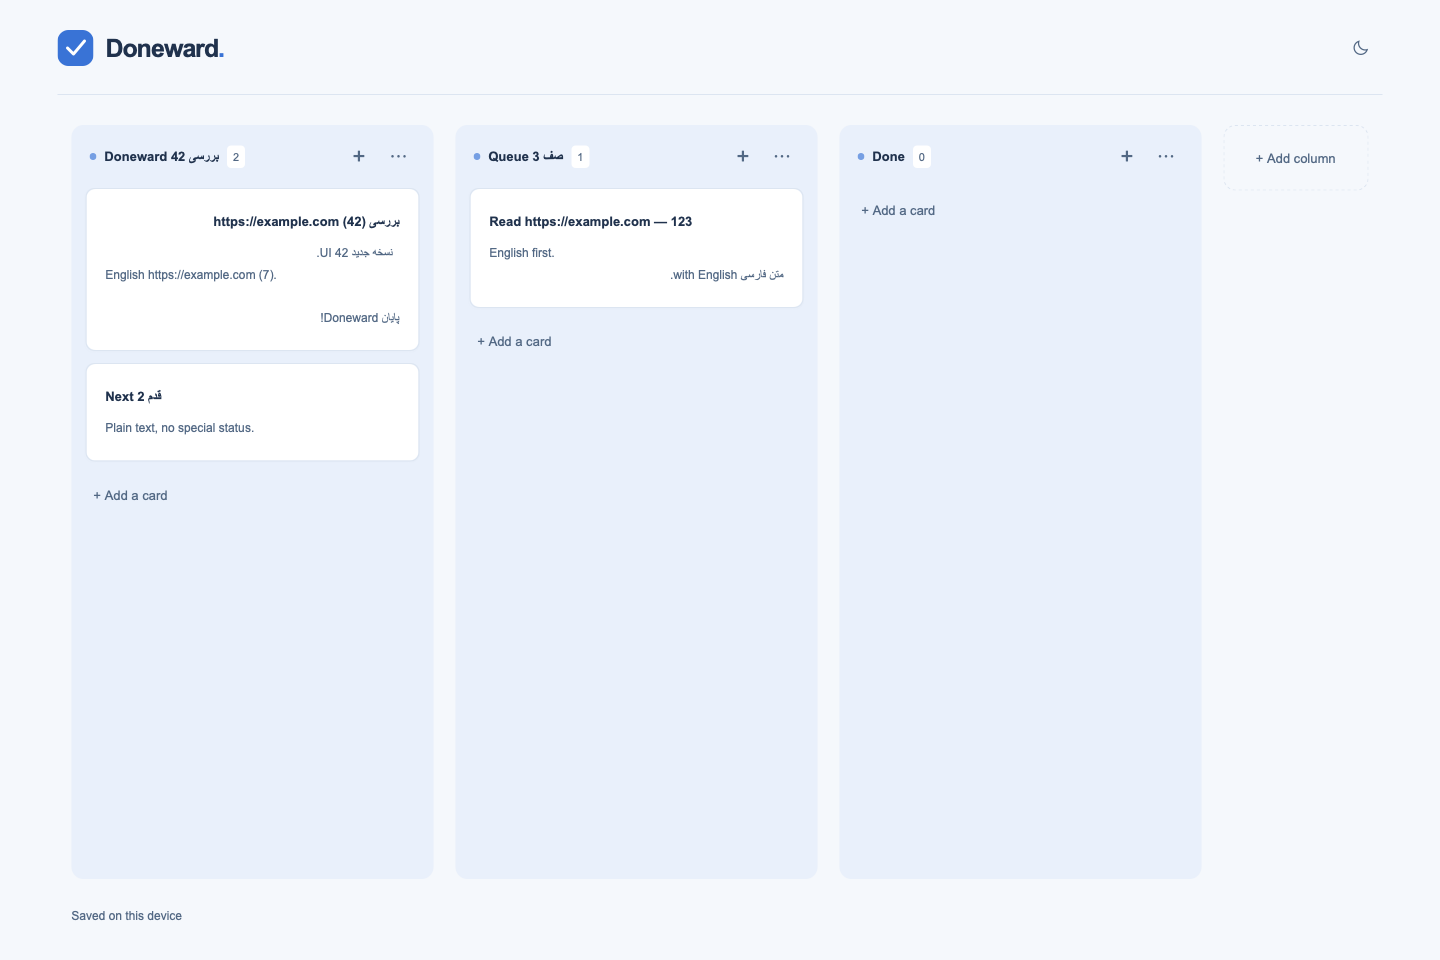 Doneward.
Doneward 42 بررسی 2
بررسی (42) https://example.com
نسخه جدید UI 42.
English https://example.com (7).
پایان Doneward!
Next 2 قدم
Plain text, no special status.
+ Add a card
Queue 3 صف 1
Read https://example.com — 123
English first.
متن فارسی with English.
+ Add a card
Done 0
+ Add a card
+ Add column
Saved on this device